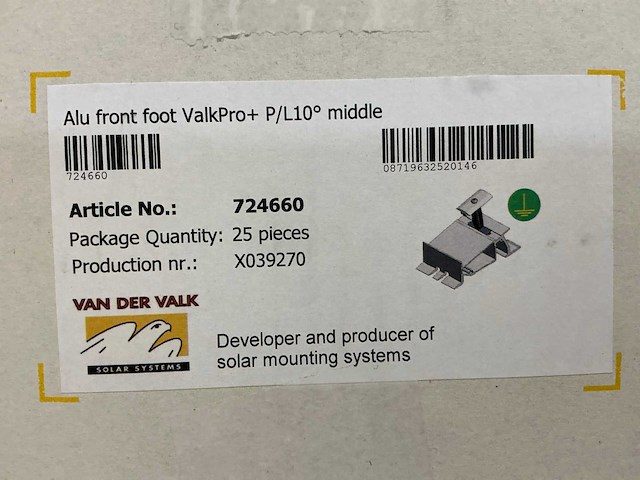 Alu front foot ValkPro+ P/L10° middle
724660
08719632520146
Article No.: 724660
Package Quantity: 25 pieces
Production nr.: X039270
VAN DER VALK
SOLAR SYSTEMS
Developer and producer of
solar mounting systems